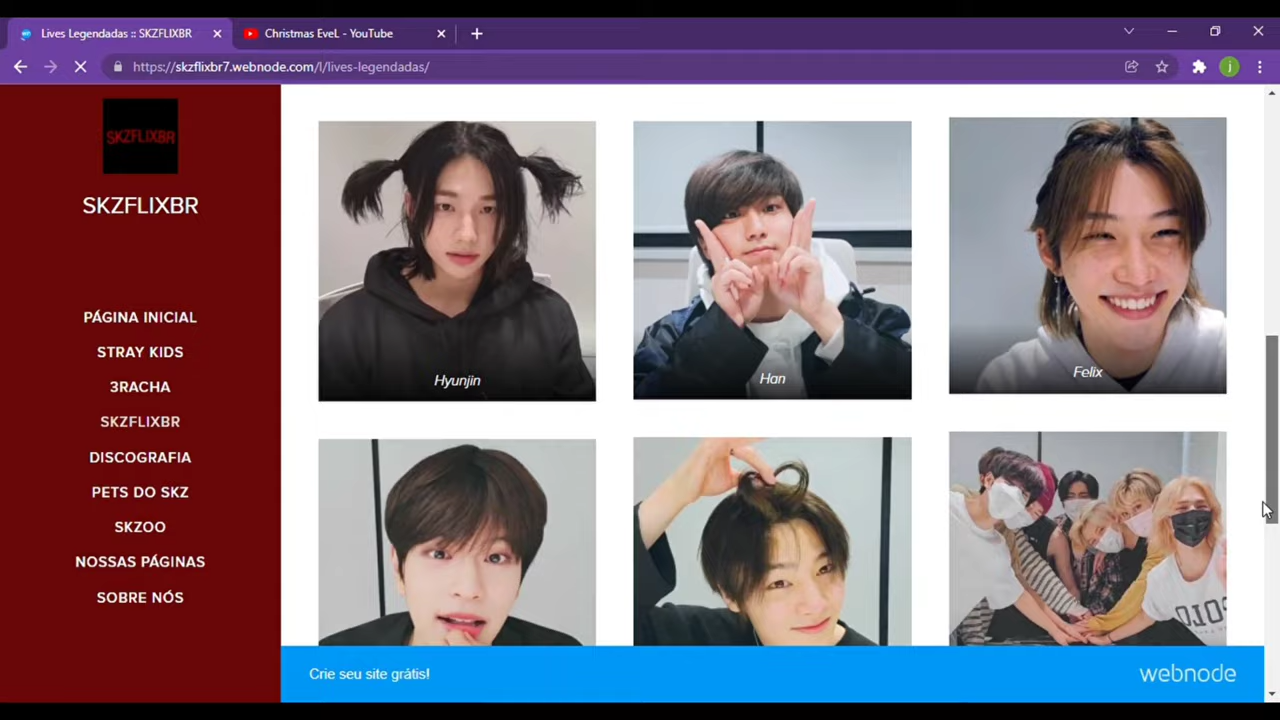 Lives Legendadas :: SKZFLIXBR
Christmas EveL - YouTube
https://skzflixbr7.webnode.com/l/lives-legendadas/
j
SKZFLIXBR
SKZFLIXBR
PÁGINA INICIAL
STRAY KIDS
3RACHA
SKZFLIXBR
DISCOGRAFIA
PETS DO SKZ
SKZOO
NOSSAS PÁGINAS
SOBRE NÓS
Hyunjin
Han
Felix
Crie seu site grátis!
webnode